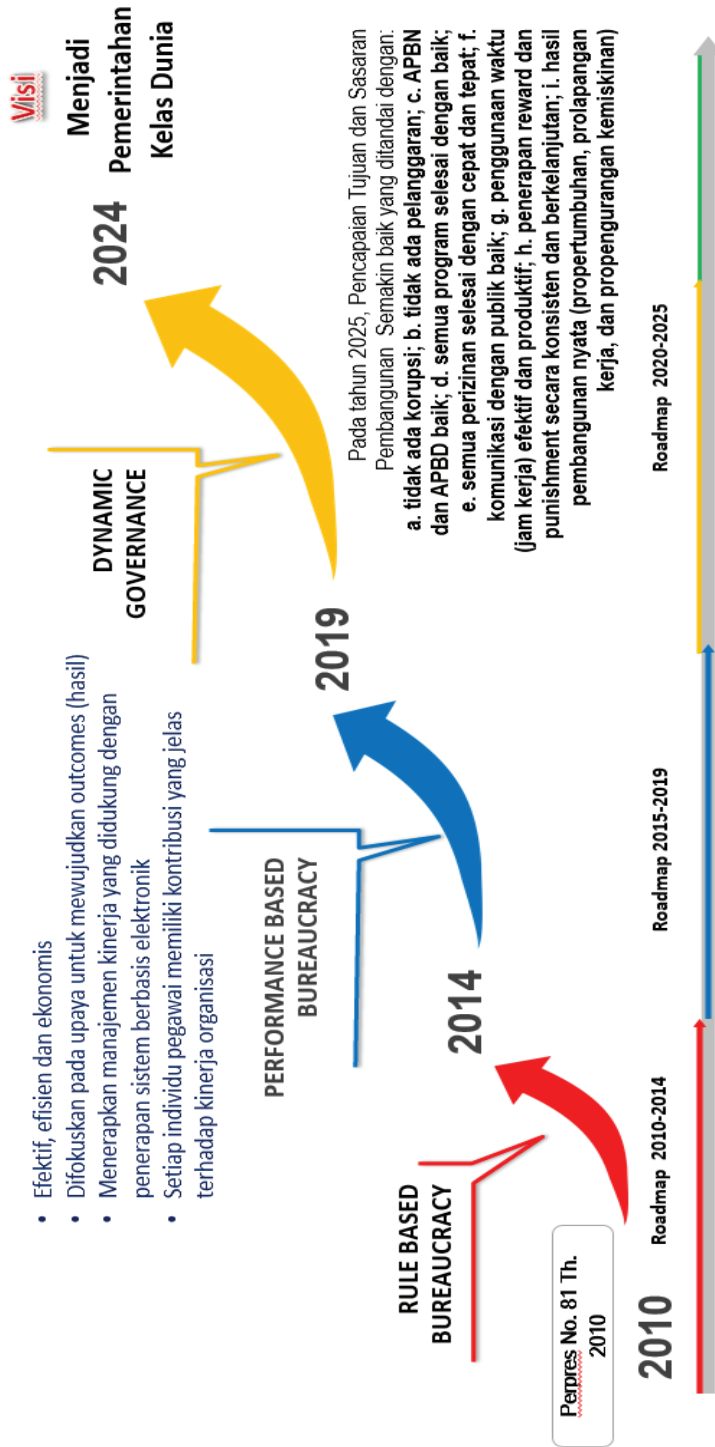 Visi
Menjadi
Pemerintahan
Kelas Dunia
2024
• Efektif, efisien dan ekonomis
• Difokuskan pada upaya untuk mewujudkan outcomes (hasil)
• Menerapkan manajemen kinerja yang didukung dengan
penerapan sistem berbasis elektronik
• Setiap individu pegawai memiliki kontribusi yang jelas
terhadap kinerja organisasi
DYNAMIC
GOVERNANCE
2019
PERFORMANCE BASED
BUREAUCRACY
2014
RULE BASED
BUREAUCRACY
Perpres No. 81 Th.
2010
2010
Pada tahun 2025, Pencapaian Tujuan dan Sasaran
Pembangunan Semakin baik yang ditandai dengan:
a. tidak ada korupsi; b. tidak ada pelanggaran; c. APBN
dan APBD baik; d. semua program selesai dengan baik;
e. semua perizinan selesai dengan cepat dan tepat; f.
komunikasi dengan publik baik; g. penggunaan waktu
(jam kerja) efektif dan produktif; h. penerapan reward dan
punishment secara konsisten dan berkelanjutan; i. hasil
pembangunan nyata (propertumbuhan, prolapangan
kerja, dan propengurangan kemiskinan)
Roadmap 2010-2014
Roadmap 2015-2019
Roadmap 2020-2025